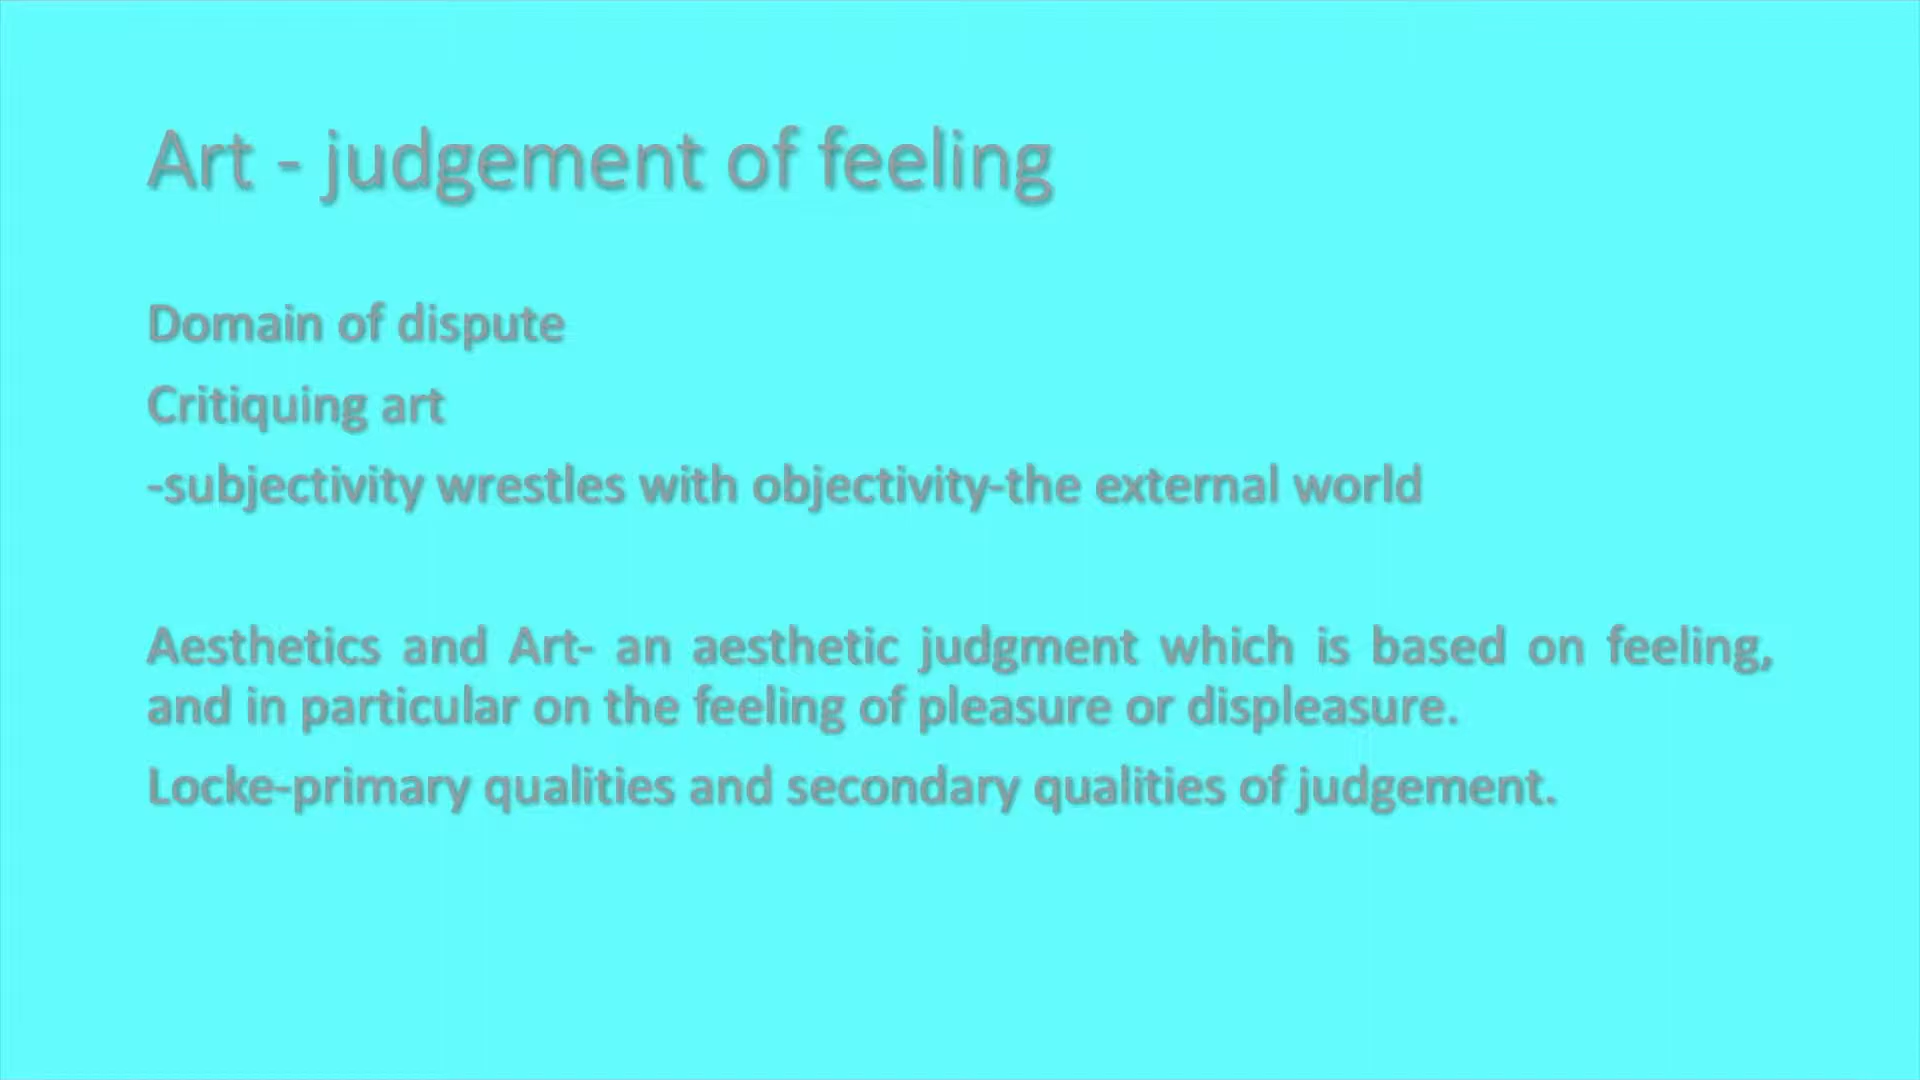 Art - judgement of feeling
Domain of dispute
Critiquing art
-subjectivity wrestles with objectivity-the external world
Aesthetics and Art- an aesthetic judgment which is based on feeling,
and in particular on the feeling of pleasure or displeasure.
Locke-primary qualities and secondary qualities of judgement.